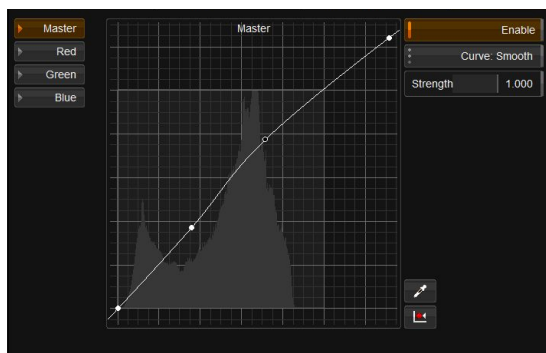 Master
Red
Green
Blue
Master
Enable
Curve: Smooth
Strength 1.000